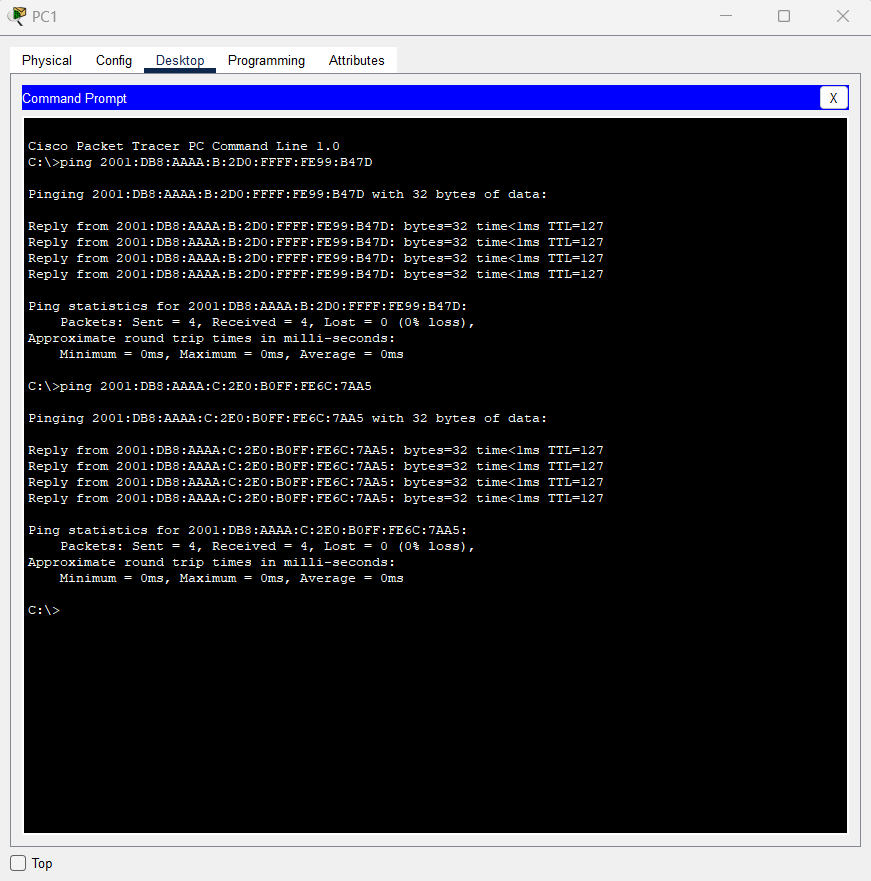 PC1
Physical Config Desktop Programming Attributes
Command Prompt X
Cisco Packet Tracer PC Command Line 1.0
C:\>ping 2001:DB8:AAAA:B:2D0:FFFF:FE99:B47D
Pinging 2001:DB8:AAAA:B:2D0:FFFF:FE99:B47D with 32 bytes of data:
Reply from 2001:DB8:AAAA:B:2D0:FFFF:FE99:B47D: bytes=32 time<1ms TTL=127
Reply from 2001:DB8:AAAA:B:2D0:FFFF:FE99:B47D: bytes=32 time<1ms TTL=127
Reply from 2001:DB8:AAAA:B:2D0:FFFF:FE99:B47D: bytes=32 time<1ms TTL=127
Reply from 2001:DB8:AAAA:B:2D0:FFFF:FE99:B47D: bytes=32 time<1ms TTL=127
Ping statistics for 2001:DB8:AAAA:B:2D0:FFFF:FE99:B47D:
Packets: Sent = 4, Received = 4, Lost = 0 (0% loss),
Approximate round trip times in milli-seconds:
Minimum = 0ms, Maximum = 0ms, Average = 0ms
C:\>ping 2001:DB8:AAAA:C:2E0:B0FF:FE6C:7AA5
Pinging 2001:DB8:AAAA:C:2E0:B0FF:FE6C:7AA5 with 32 bytes of data:
Reply from 2001:DB8:AAAA:C:2E0:B0FF:FE6C:7AA5: bytes=32 time<1ms TTL=127
Reply from 2001:DB8:AAAA:C:2E0:B0FF:FE6C:7AA5: bytes=32 time<1ms TTL=127
Reply from 2001:DB8:AAAA:C:2E0:B0FF:FE6C:7AA5: bytes=32 time<1ms TTL=127
Reply from 2001:DB8:AAAA:C:2E0:B0FF:FE6C:7AA5: bytes=32 time<1ms TTL=127
Ping statistics for 2001:DB8:AAAA:C:2E0:B0FF:FE6C:7AA5:
Packets: Sent = 4, Received = 4, Lost = 0 (0% loss),
Approximate round trip times in milli-seconds:
Minimum = 0ms, Maximum = 0ms, Average = 0ms
C:\>
Top